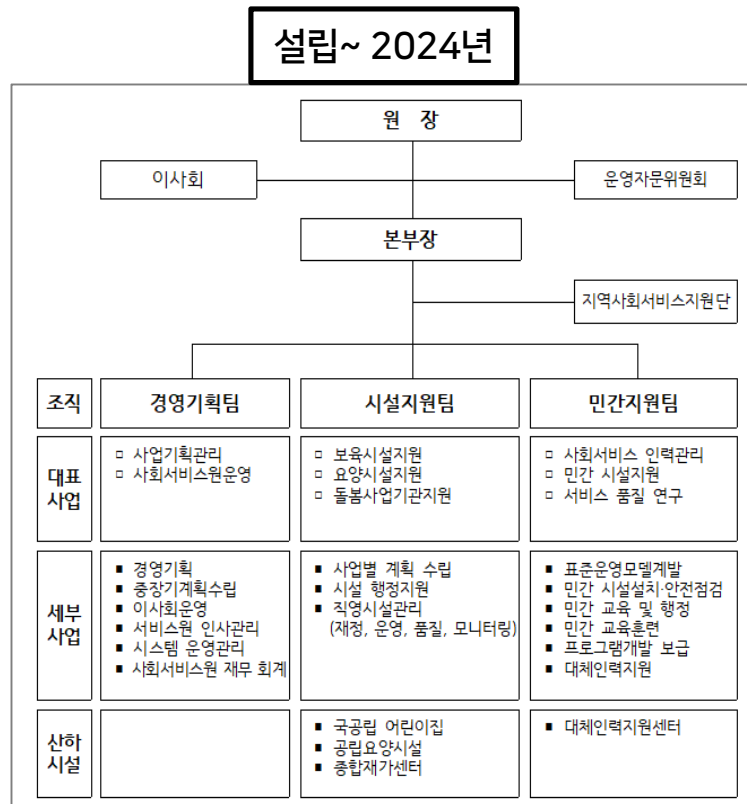 설립~ 2024년
원 장
이사회
운영자문위원회
본부장
지역사회서비스지원단
조직
경영기획팀
시설지원팀
민간지원팀
대표
사업
□ 사업기획관리
□ 사회서비스원운영
□ 보육시설지원
□ 요양시설지원
□ 돌봄사업기관지원
□ 사회서비스 인력관리
□ 민간 시설지원
□ 서비스 품질 연구
세부
사업
■ 경영기획
■ 중장기계획수립
■ 이사회운영
■ 서비스원 인사관리
■ 시스템 운영관리
■ 사회서비스원 재무 회계
■ 사업별 계획 수립
■ 시설 행정지원
■ 직영시설관리
(재정, 운영, 품질, 모니터링)
■ 표준운영모델계발
■ 민간 시설설치·안전점검
■ 민간 교육 및 행정
■ 민간 교육훈련
■ 프로그램개발 보급
■ 대체인력지원
산하
시설
■ 국공립 어린이집
■ 공립요양시설
■ 종합재가센터
■ 대체인력지원센터